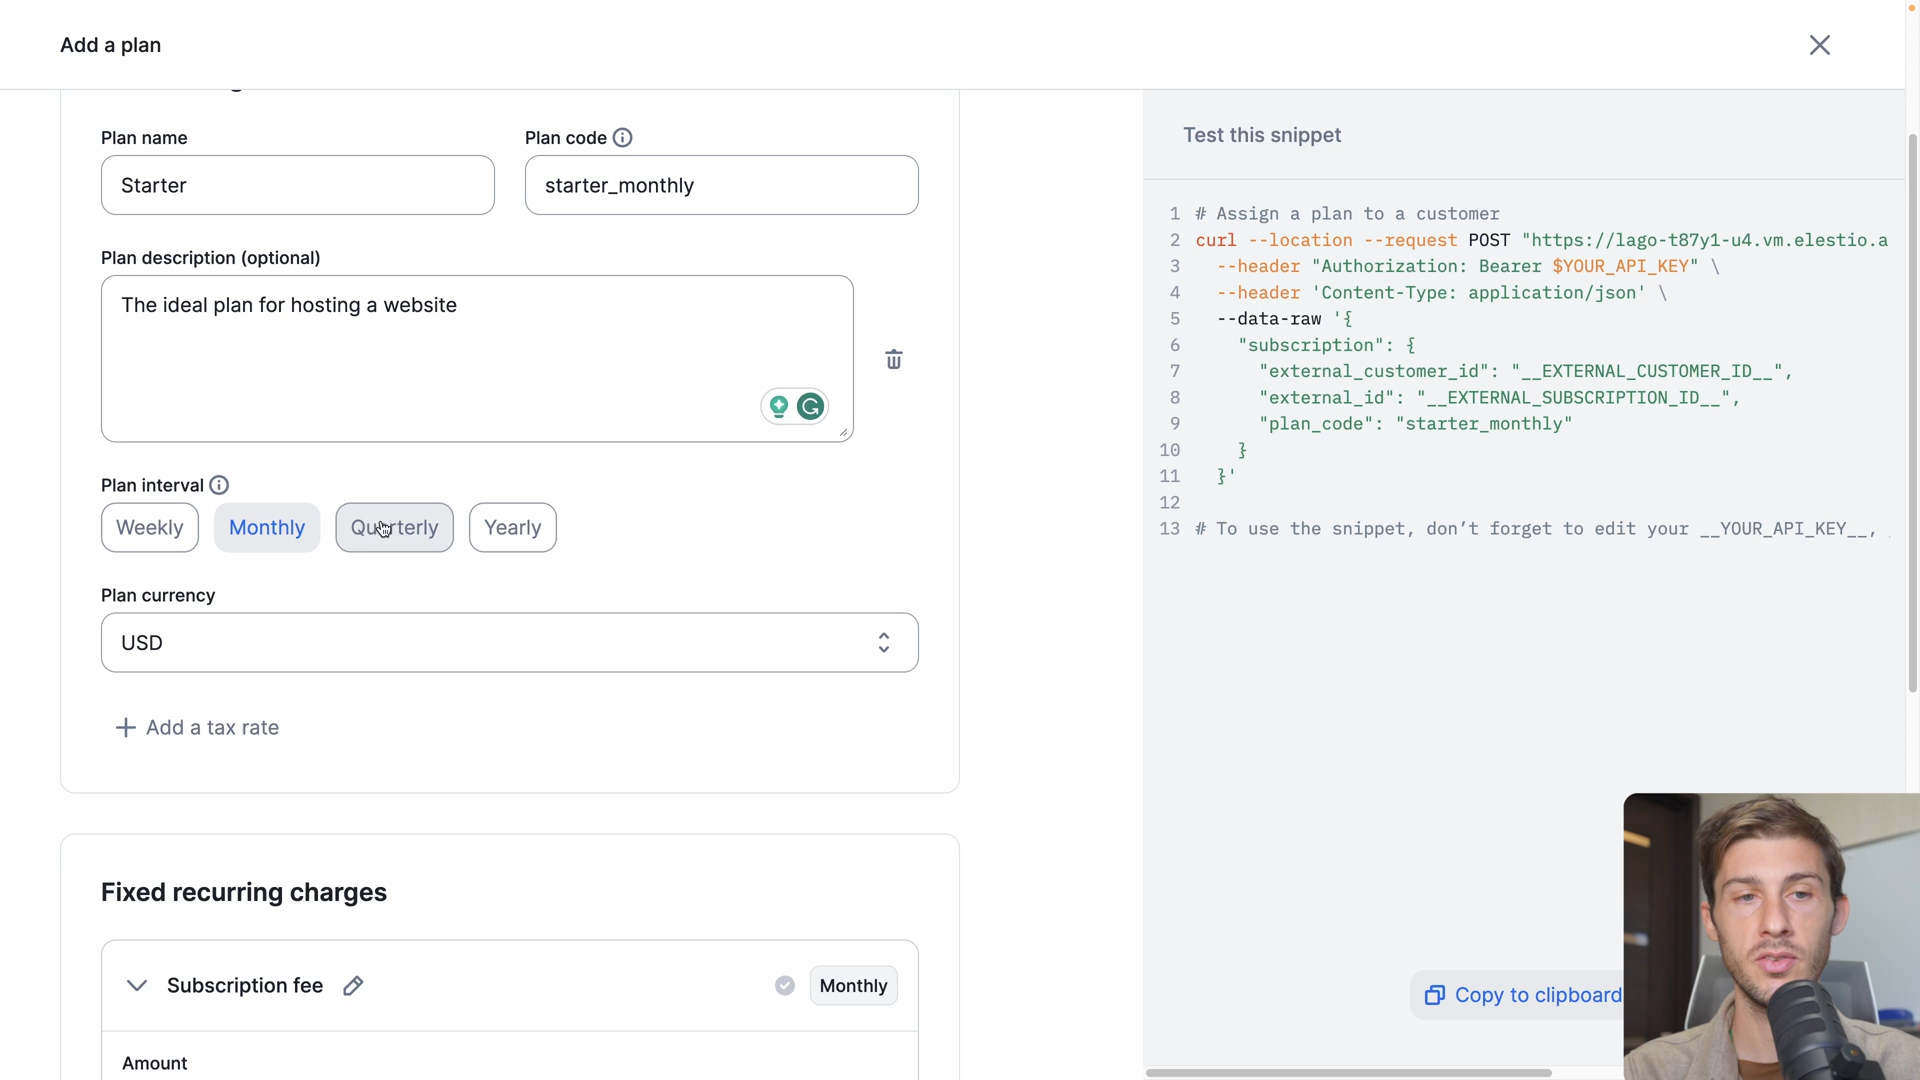 Add a plan
Plan name
Plan code
Starter
starter_monthly
Plan description (optional)
The ideal plan for hosting a website
Plan interval
Weekly
Monthly
Quarterly
Yearly
Plan currency
USD
Add a tax rate
Fixed recurring charges
Subscription fee
Monthly
Amount
Test this snippet
1 # Assign a plan to a customer
2 curl --location --request POST "https://lago-t87y1-u4.vm.elestio.a
3 --header "Authorization: Bearer $YOUR_API_KEY" \
4 --header 'Content-Type: application/json' \
5 --data-raw '{
6 "subscription": {
7 "external_customer_id": "__EXTERNAL_CUSTOMER_ID__",
8 "external_id": "__EXTERNAL_SUBSCRIPTION_ID__",
9 "plan_code": "starter_monthly"
10 }
11 }'
12
13 # To use the snippet, don’t forget to edit your __YOUR_API_KEY__,
Copy to clipboard